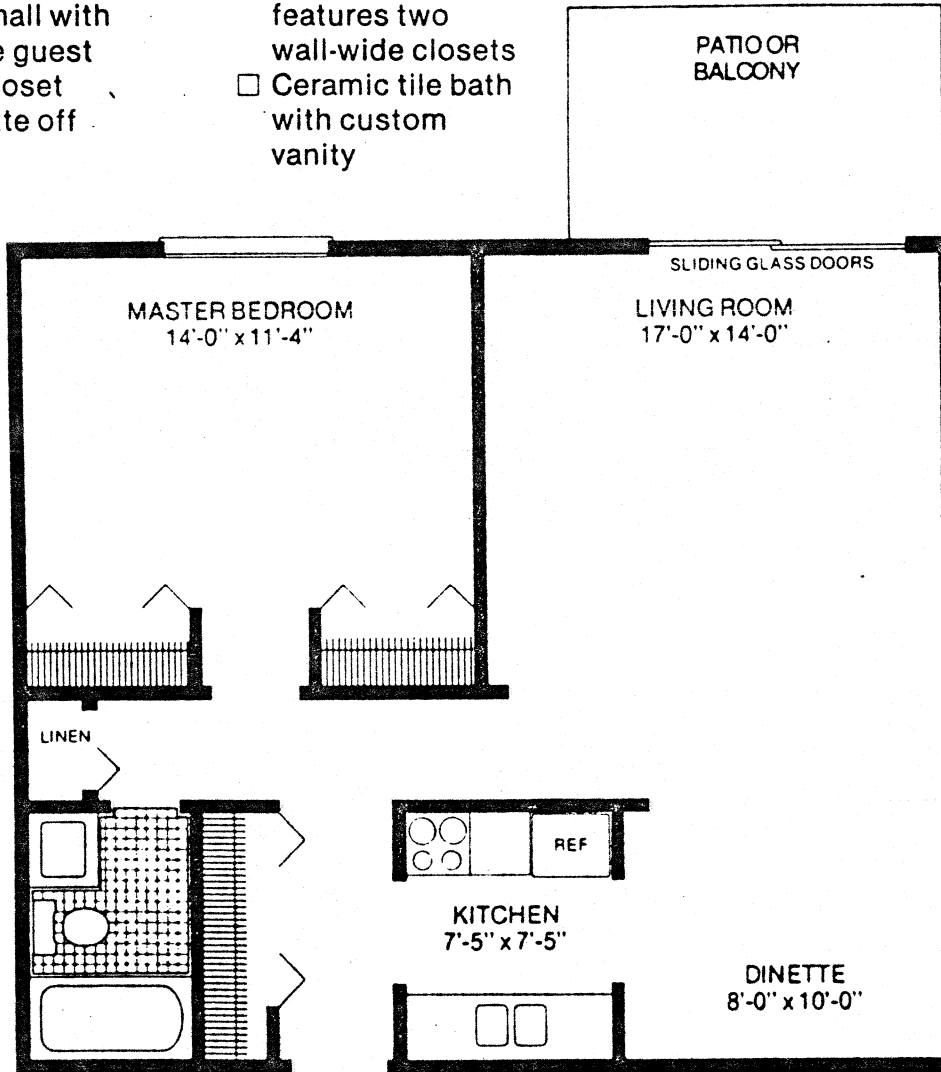 hall with
e guest
oset
te off
features two
wall-wide closets
☐ Ceramic tile bath
with custom
vanity
PATIO OR
BALCONY
SLIDING GLASS DOORS
MASTER BEDROOM
14'-0" x 11'-4"
LIVING ROOM
17'-0" x 14'-0"
LINEN
REF
KITCHEN
7'-5" x 7'-5"
DINETTE
8'-0" x 10'-0"